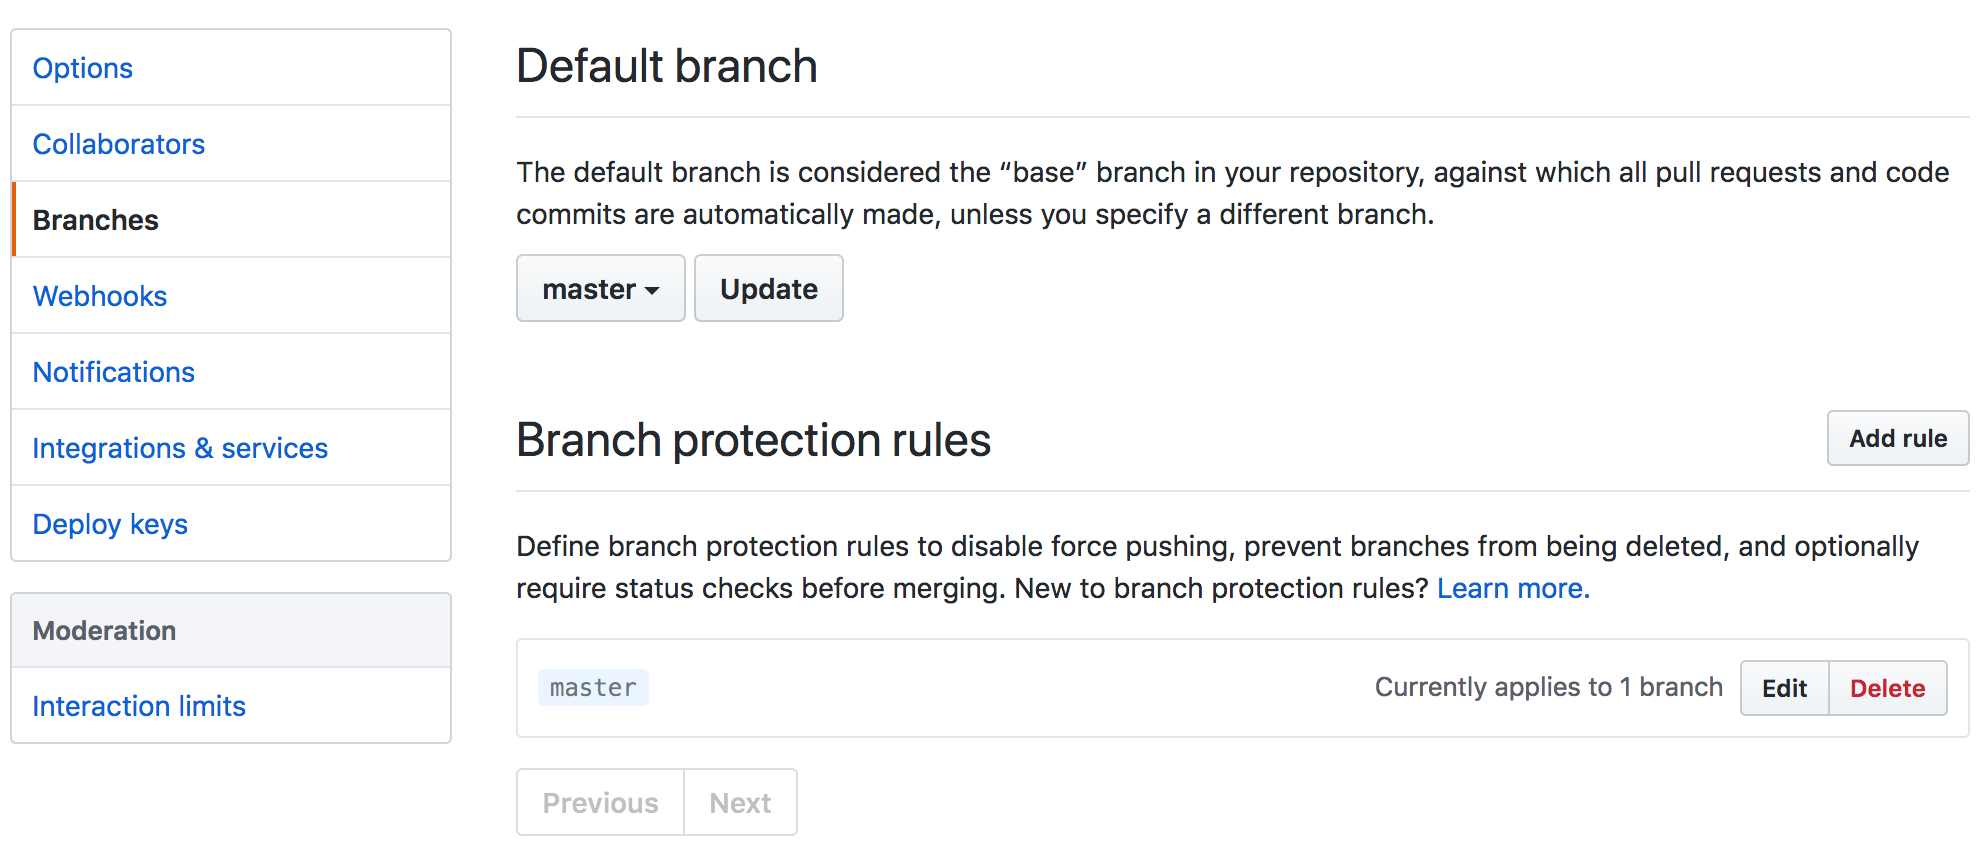 Options
Collaborators
Branches
Webhooks
Notifications
Integrations & services
Deploy keys
Moderation
Interaction limits
Default branch
The default branch is considered the “base” branch in your repository, against which all pull requests and code
commits are automatically made, unless you specify a different branch.
master
Update
Branch protection rules
Add rule
Define branch protection rules to disable force pushing, prevent branches from being deleted, and optionally
require status checks before merging. New to branch protection rules? Learn more.
master
Currently applies to 1 branch
Edit
Delete
Previous
Next